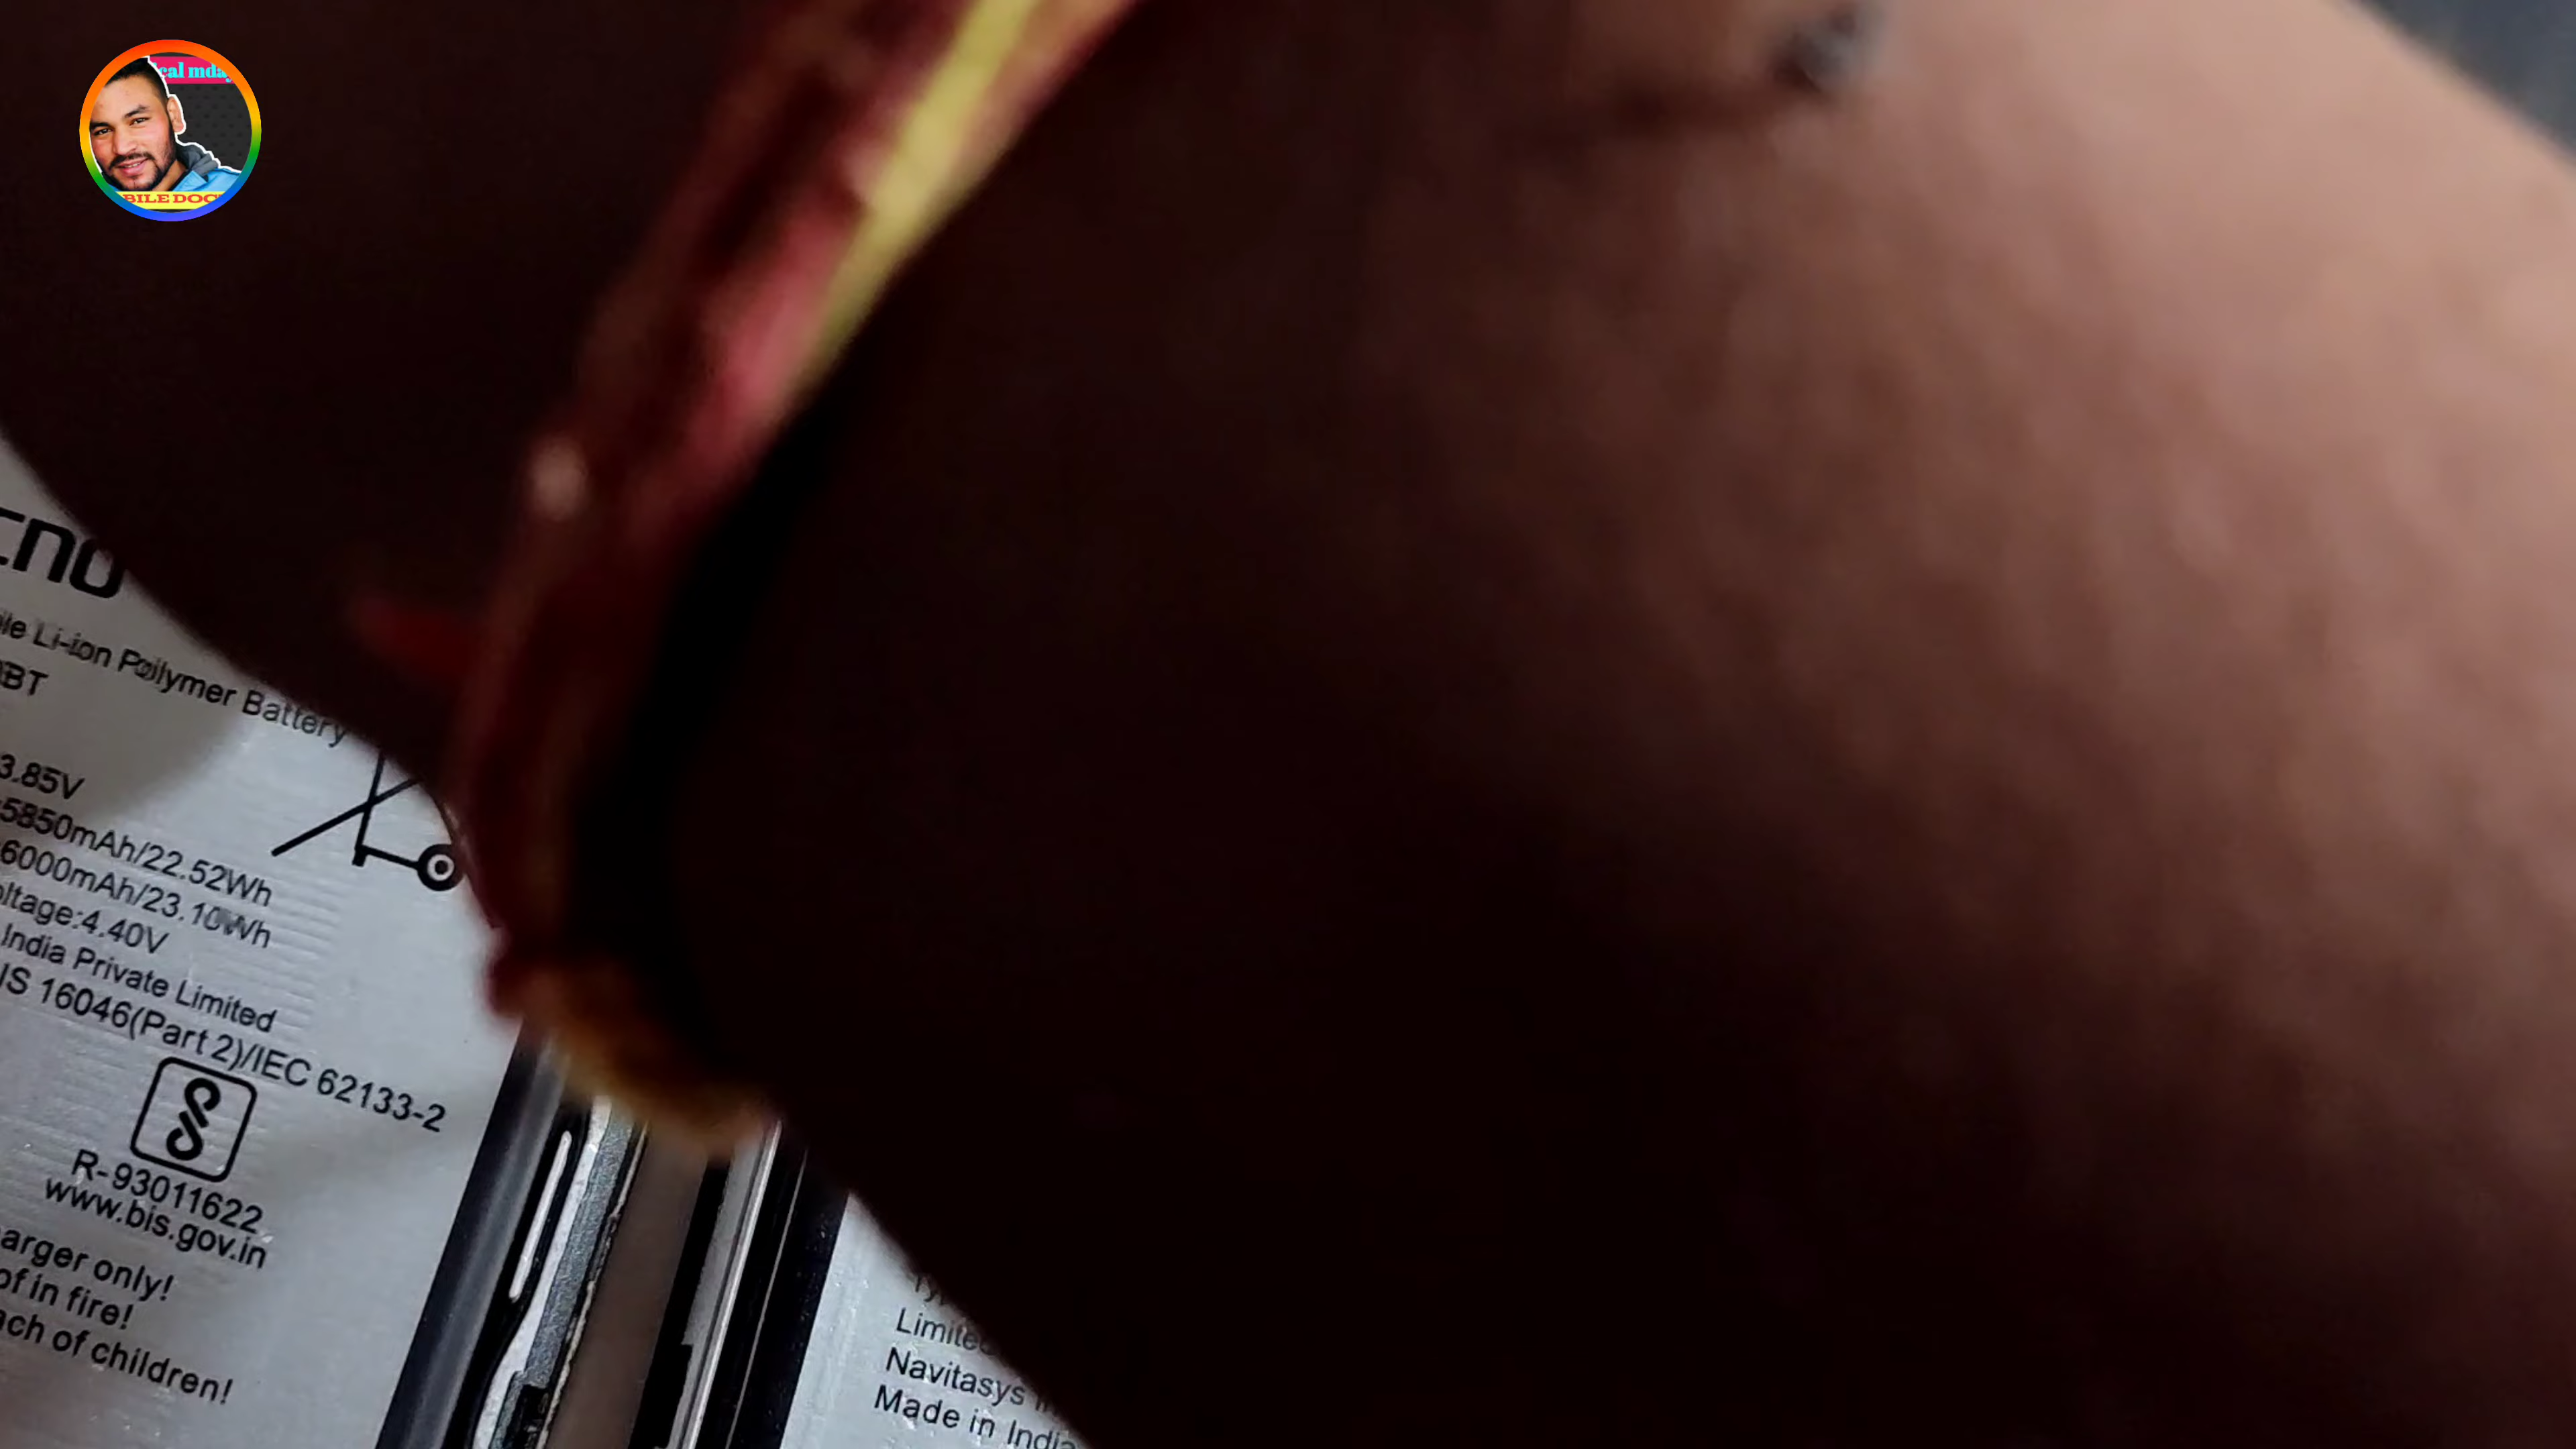 cal mda
BILE DOC
cno
le Li-ion Polymer Battery
BT
3.85V
5850mAh/22.52Wh
6000mAh/23.10Wh
ltage:4.40V
India Private Limited
IS 16046(Part 2)/IEC 62133-2
R-93011622
www.bis.gov.in
arger only!
of in fire!
ach of children!
Limited
Navitasys
Made in India